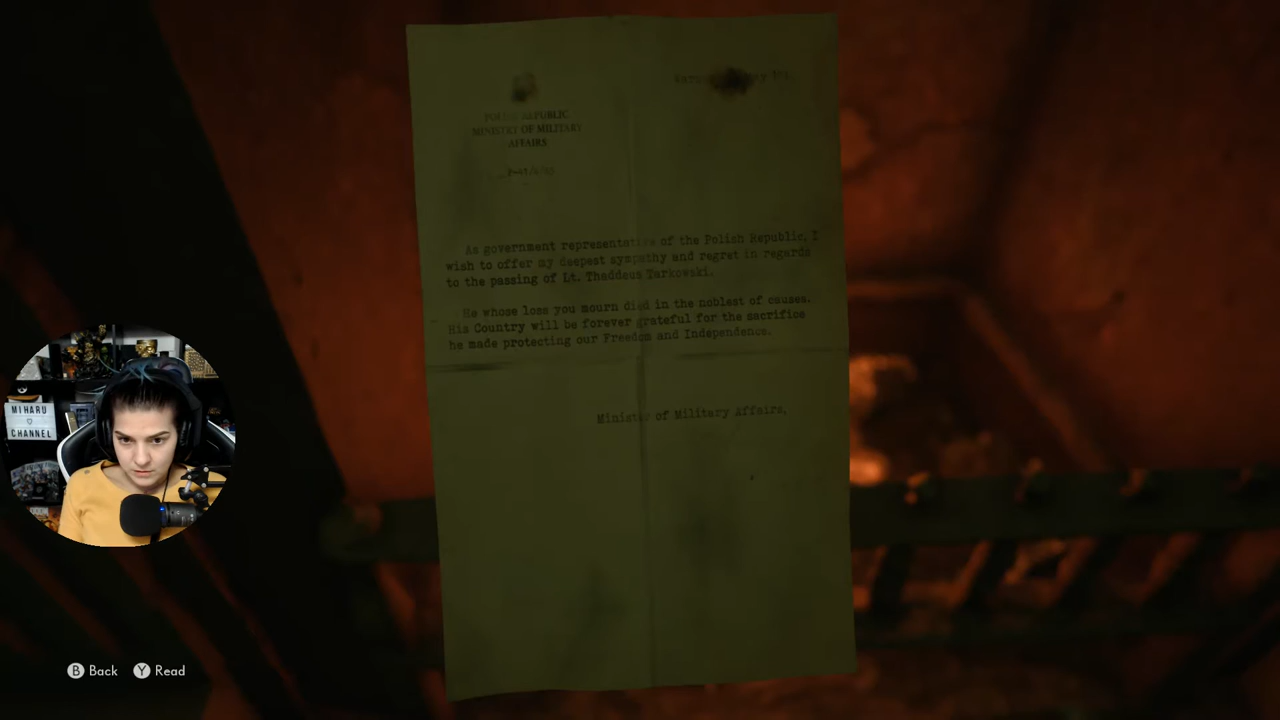 POLISH REPUBLIC
MINISTRY OF MILITARY
AFFAIRS
MAY
As government representative of the Polish Republic, I
wish to offer my deepest sympathy and regret in regards
to the passing of Lt. Thaddeus Tarkowski.
He whose loss you mourn died in the noblest of causes.
His Country will be forever grateful for the sacrifice
he made protecting our Freedom and Independence.
Minister of Military Affairs,
MIHARU
CHANNEL
B Back Y Read